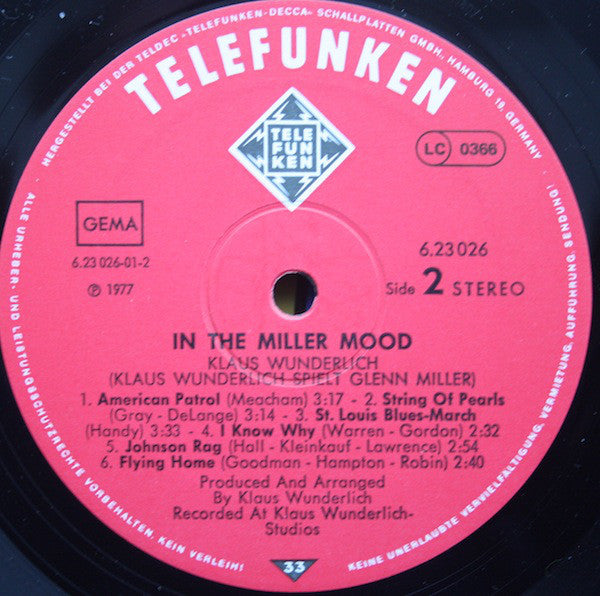 HERGESTELLT BEI DER TELDEC »TELEFUNKEN-DECCA« SCHALLPLATTEN GMBH., HAMBURG 19, GERMANY
TELEFUNKEN
TELE
FUN
KEN
LC 0366
GEMA
6.23 026-01-2
℗ 1977
6.23 026
Side 2 STEREO
IN THE MILLER MOOD
KLAUS WUNDERLICH
(KLAUS WUNDERLICH SPIELT GLENN MILLER)
1. American Patrol (Meacham) 3:17 - 2. String Of Pearls
(Gray - DeLange) 3:14 - 3. St. Louis Blues-March
(Handy) 3:33 - 4. I Know Why (Warren - Gordon) 2:32
5. Johnson Rag (Hall - Kleinkauf - Lawrence) 2:54
6. Flying Home (Goodman - Hampton - Robin) 2:40
Produced And Arranged
By Klaus Wunderlich
Recorded At Klaus Wunderlich-
Studios
33
ALLE URHEBER- UND LEISTUNGSSCHUTZRECHTE VORBEHALTEN. KEIN VERLEIH!
KEINE UNERLAUBTE VERVIELFÄLTIGUNG, VERMIETUNG, AUFFÜHRUNG, SENDUNG!